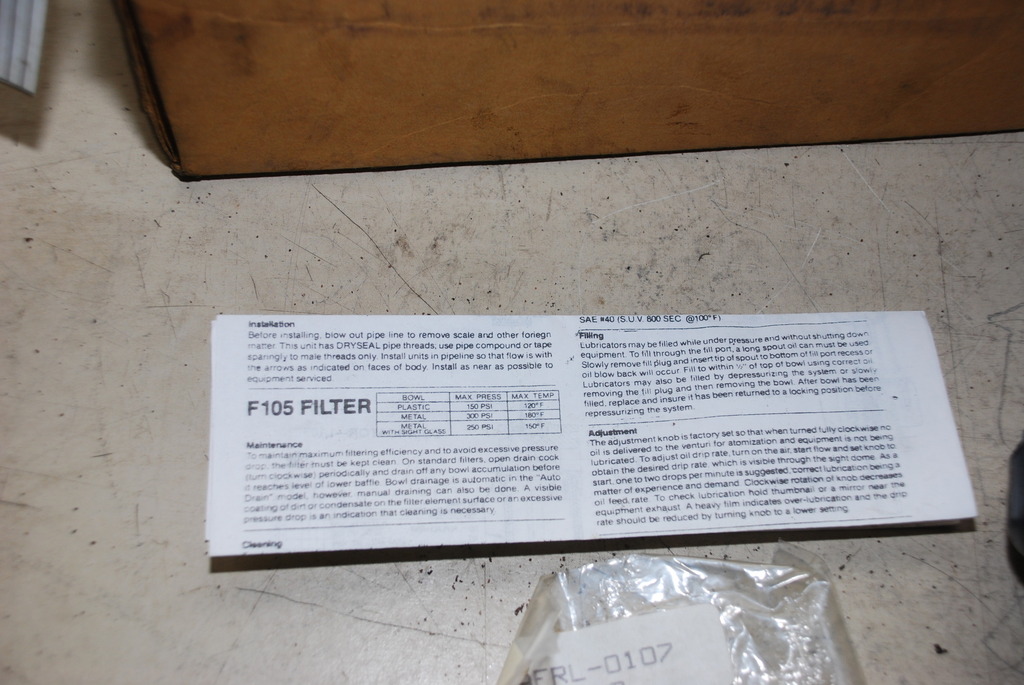 Installation
Before installing, blow out pipe line to remove scale and other foriegn
matter. This unit has DRYSEAL pipe threads; use pipe compound or tape
sparingly to male threads only. Install units in pipeline so that flow is with
the arrows as indicated on faces of body. Install as near as possible to
equipment serviced.
F105 FILTER
BOWL MAX PRESS MAX TEMP
PLASTIC 150 PSI 120°F
METAL 300 PSI 180°F
METAL WITH SIGHT GLASS 250 PSI 150°F
Maintenance
To maintain maximum filtering efficiency and to avoid excessive pressure
drop, the filter must be kept clean. On standard filters, open drain cock
(turn clockwise) periodically and drain off any bowl accumulation before
it reaches level of lower baffle. Bowl drainage is automatic in the "Auto
Drain" model, however, manual draining can also be done. A visible
coating of dirt or condensate on the filter element surface or an excessive
pressure drop is an indication that cleaning is necessary.
Cleaning
SAE #40 (S.U.V. 800 SEC @100°F)
Filling
Lubricators may be filled while under pressure and without shutting down
equipment. To fill through the fill port, a long spout oil can must be used.
Slowly remove fill plug and insert tip of spout to bottom of fill port recess or
oil blow back will occur. Fill to within ½" of top of bowl using correct oil.
Lubricators may also be filled by depressurizing the system or slowly
removing the fill plug and then removing the bowl. After bowl has been
filled, replace and insure it has been returned to a locking position before
repressurizing the system.
Adjustment
The adjustment knob is factory set so that when turned fully clockwise no
oil is delivered to the venturi for atomization and equipment is not being
lubricated. To adjust oil drip rate, turn on the air, start flow and set knob to
obtain the desired drip rate, which is visible through the sight dome. As a
start, one to two drops per minute is suggested, correct lubrication being a
matter of experience and demand. Clockwise rotation of knob decreases
oil feed rate. To check lubrication hold thumbnail or a mirror near the
equipment exhaust. A heavy film indicates over-lubrication and the drip
rate should be reduced by turning knob to a lower setting.
FRL-0107